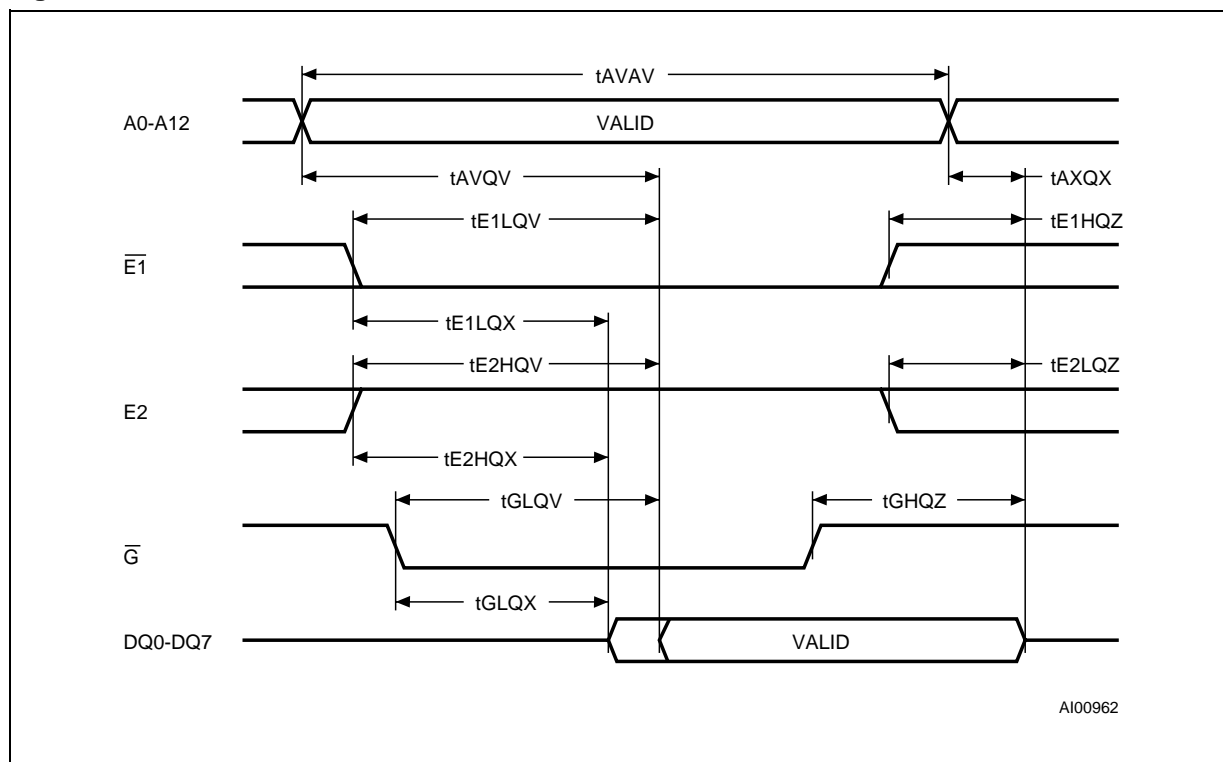 tAVAV
A0-A12 VALID
tAVQV tAXQX
tE1LQV tE1HQZ
E1
tE1LQX
tE2HQV tE2LQZ
E2
tE2HQX
tGLQV tGHQZ
G
tGLQX
DQ0-DQ7 VALID
AI00962